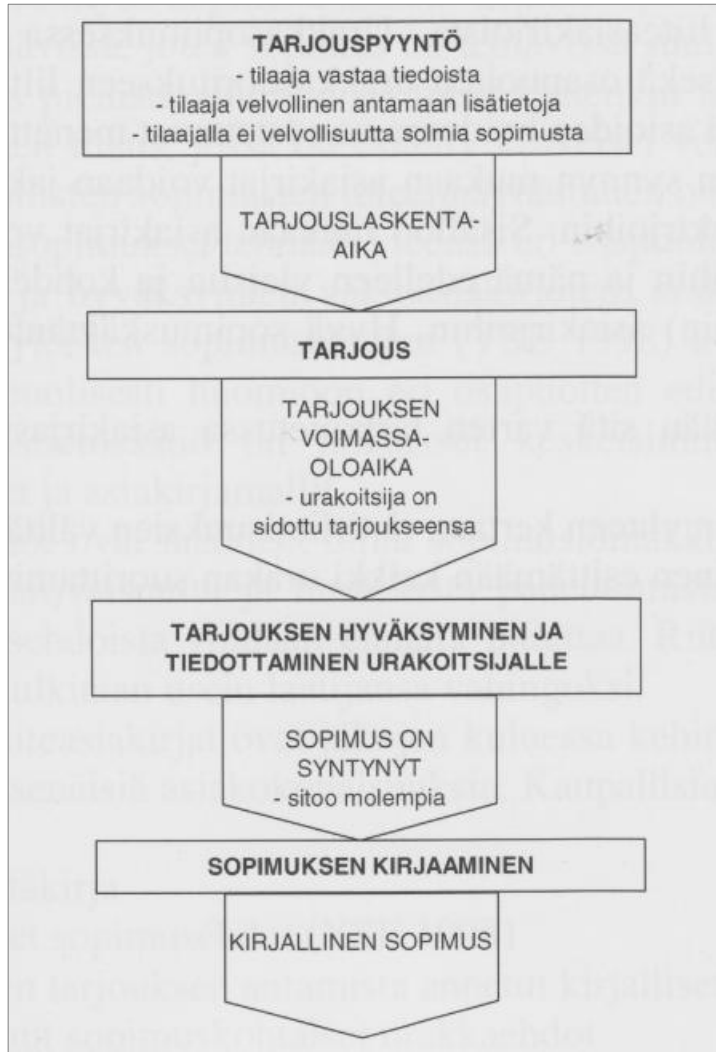 TARJOUSPYYNTÖ
- tilaaja vastaa tiedoista
- tilaaja velvollinen antamaan lisätietoja
- tilaajalla ei velvollisuutta solmia sopimusta
TARJOUSLASKENTA-
AIKA
TARJOUS
TARJOUKSEN
VOIMASSA-
OLOAIKA
- urakoitsija on
sidottu tarjoukseensa
TARJOUKSEN HYVÄKSYMINEN JA
TIEDOTTAMINEN URAKOITSIJALLE
SOPIMUS ON
SYNTYNYT
- sitoo molempia
SOPIMUKSEN KIRJAAMINEN
KIRJALLINEN SOPIMUS